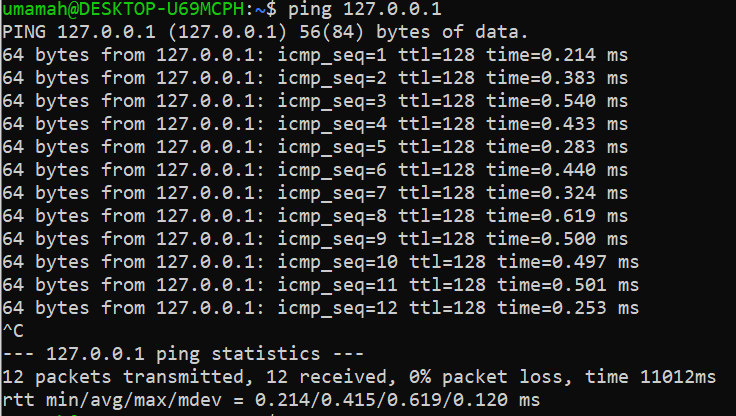 umamah@DESKTOP-U69MCPH:~$ ping 127.0.0.1
PING 127.0.0.1 (127.0.0.1) 56(84) bytes of data.
64 bytes from 127.0.0.1: icmp_seq=1 ttl=128 time=0.214 ms
64 bytes from 127.0.0.1: icmp_seq=2 ttl=128 time=0.383 ms
64 bytes from 127.0.0.1: icmp_seq=3 ttl=128 time=0.540 ms
64 bytes from 127.0.0.1: icmp_seq=4 ttl=128 time=0.433 ms
64 bytes from 127.0.0.1: icmp_seq=5 ttl=128 time=0.283 ms
64 bytes from 127.0.0.1: icmp_seq=6 ttl=128 time=0.440 ms
64 bytes from 127.0.0.1: icmp_seq=7 ttl=128 time=0.324 ms
64 bytes from 127.0.0.1: icmp_seq=8 ttl=128 time=0.619 ms
64 bytes from 127.0.0.1: icmp_seq=9 ttl=128 time=0.500 ms
64 bytes from 127.0.0.1: icmp_seq=10 ttl=128 time=0.497 ms
64 bytes from 127.0.0.1: icmp_seq=11 ttl=128 time=0.501 ms
64 bytes from 127.0.0.1: icmp_seq=12 ttl=128 time=0.253 ms
^C
--- 127.0.0.1 ping statistics ---
12 packets transmitted, 12 received, 0% packet loss, time 11012ms
rtt min/avg/max/mdev = 0.214/0.415/0.619/0.120 ms